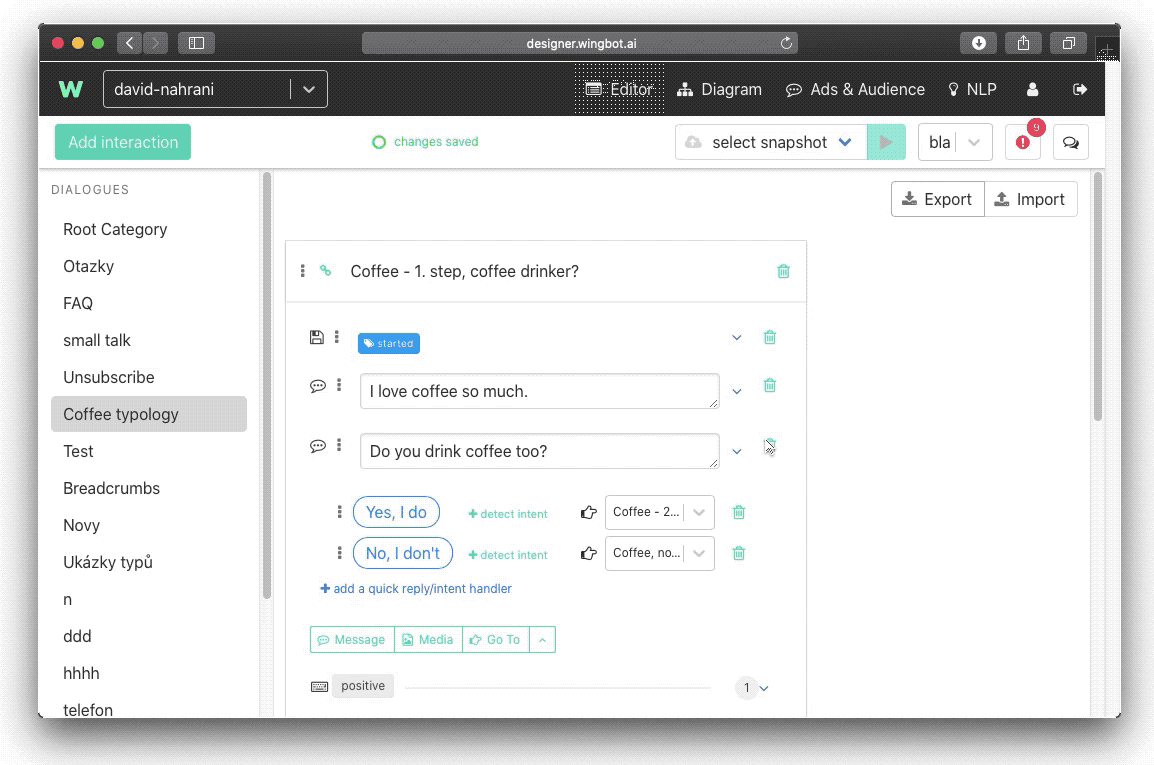 designer.wingbot.ai
W david-nahrani Editor Diagram Ads & Audience NLP
Add interaction changes saved select snapshot bla 9
DIALOGUES
Export Import
Root Category
Otazky
FAQ
small talk
Unsubscribe
Coffee typology
Test
Breadcrumbs
Novy
Ukázky typů
n
ddd
hhhh
telefon
Coffee - 1. step, coffee drinker?
started
I love coffee so much.
Do you drink coffee too?
Yes, I do + detect intent Coffee - 2...
No, I don't + detect intent Coffee, no...
+ add a quick reply/intent handler
Message Media Go To
positive 1